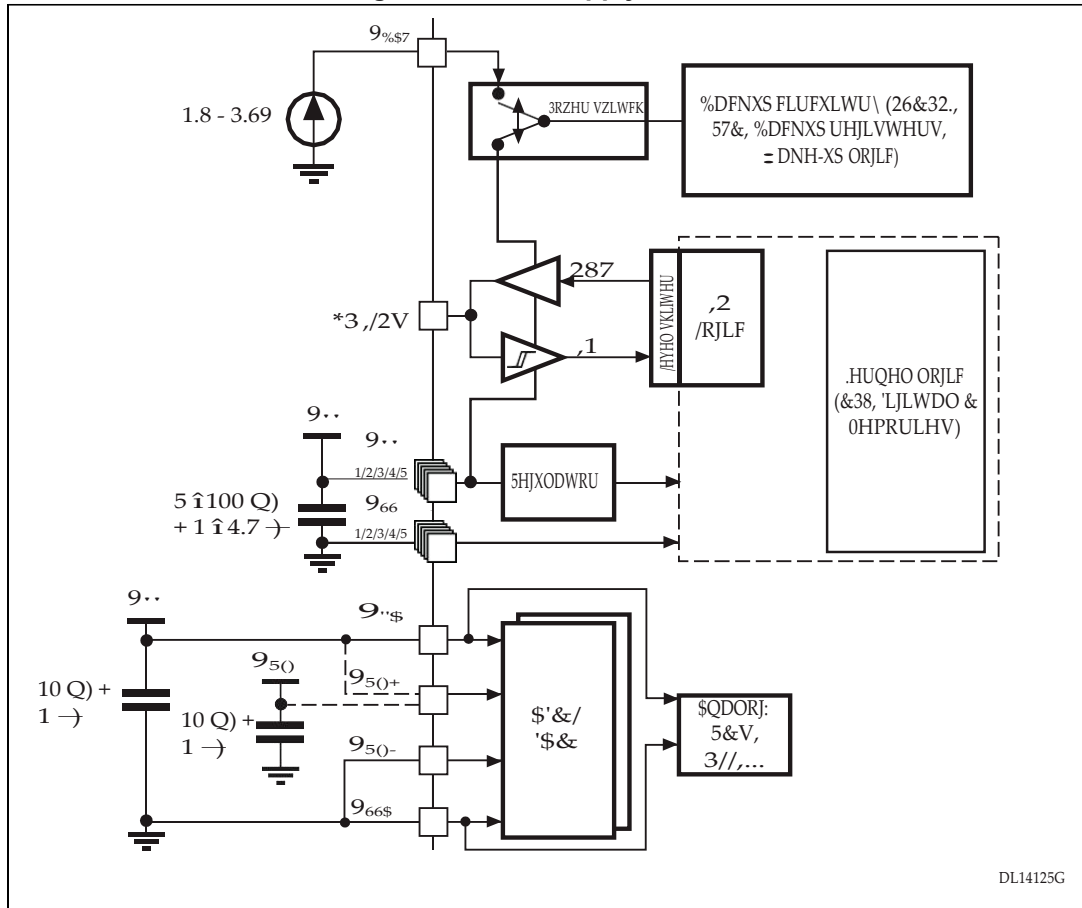 9%$7
1.8 - 3.69
3RZHU VZLWFK
%DFNXS FLUFXLWU\ (26&32.,
57&, %DFNXS UHJLVWHUV,
DNH-XS ORJLF)
287
/HYHO VKLIWHU
,2
/RJLF
*3 ,/2V
,1
.HUQHO ORJLF
(&38, 'LJLWDO &
0HPRULHV)
9··
9··
1/2/3/4/5
5HJXODWRU
5 î 100 Q)
+ 1 î 4.7
966
1/2/3/4/5
9··
9··$
95()
95()+
10 Q) +
1
10 Q) +
1
$'&/
'$&
$QDORJ:
5&V,
3//,...
95()-
966$
DL14125G